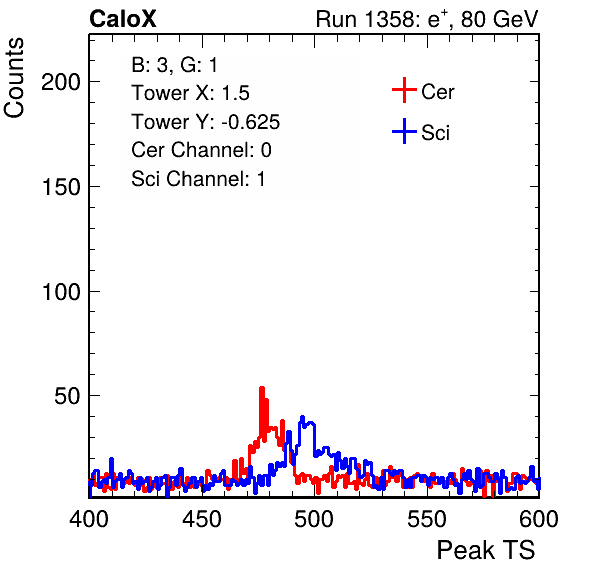 CaloX Run 1358: e⁺, 80 GeV
Counts
B: 3, G: 1
Tower X: 1.5
Tower Y: -0.625
Cer Channel: 0
Sci Channel: 1
Cer
Sci
200
150
100
50
400 450 500 550 600
Peak TS